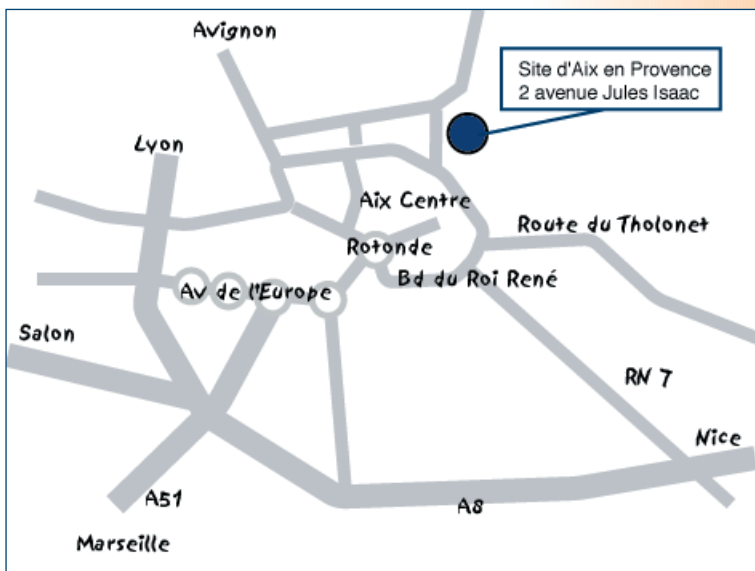 Avignon
Site d'Aix en Provence
2 avenue Jules Isaac
Lyon
Aix Centre
Route du Tholonet
Rotonde
Bd du Roi René
Av de l'Europe
Salon
RN 7
Nice
A51
A8
Marseille